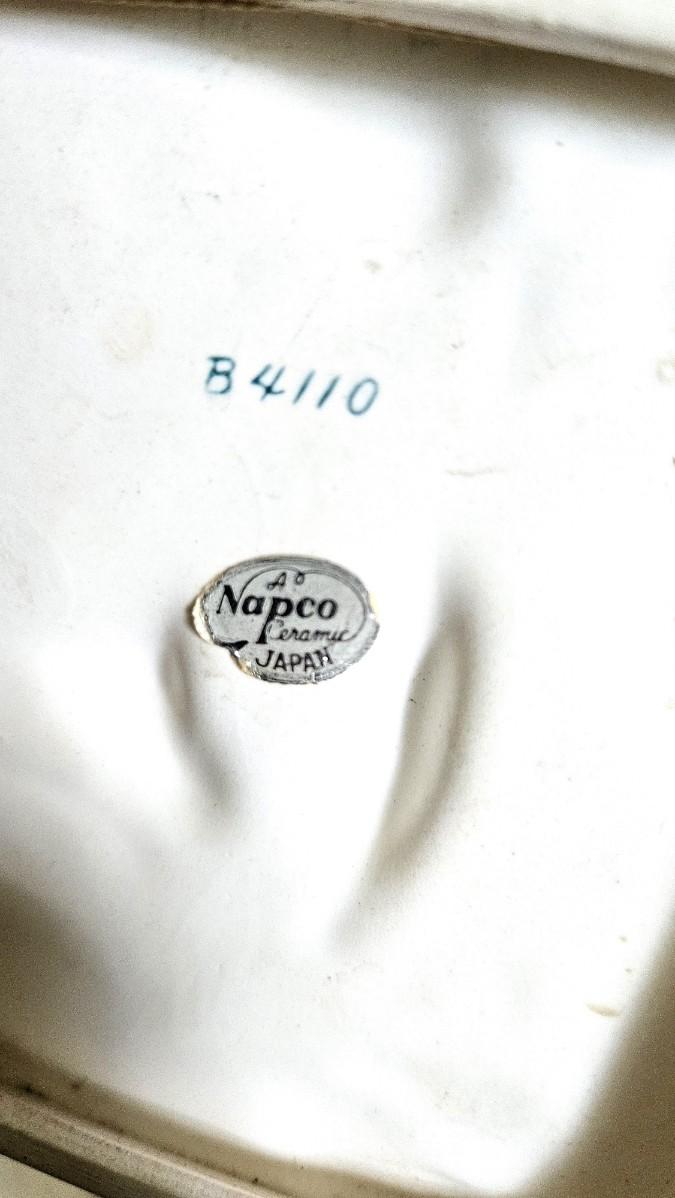 B4110
A
Napco
Ceramic
JAPAN